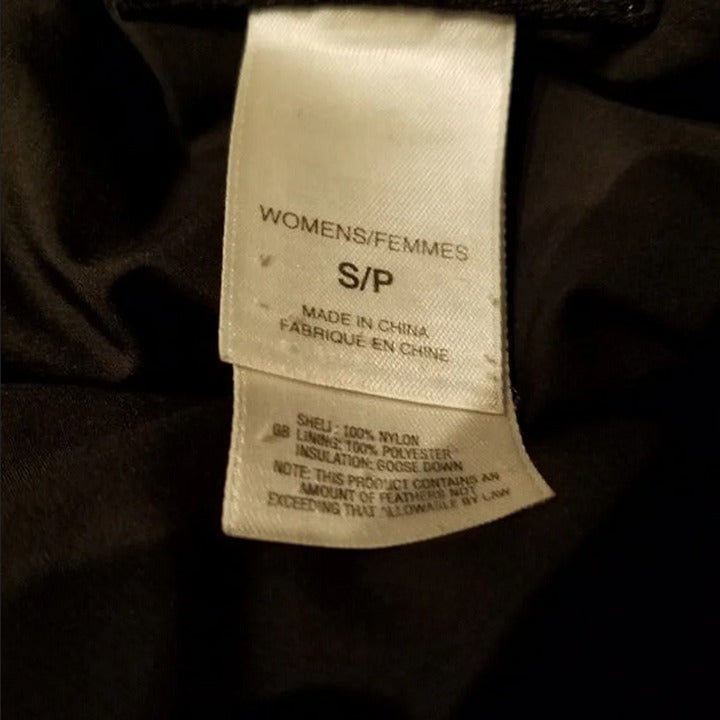 WOMENS/FEMMES
S/P
MADE IN CHINA
FABRIQUÉ EN CHINE
SHELL: 100% NYLON
GB LINING: 100% POLYESTER
INSULATION: GOOSE DOWN
NOTE: THIS PRODUCT CONTAINS AN
AMOUNT OF FEATHERS NOT
EXCEEDING THAT ALLOWABLE BY LAW